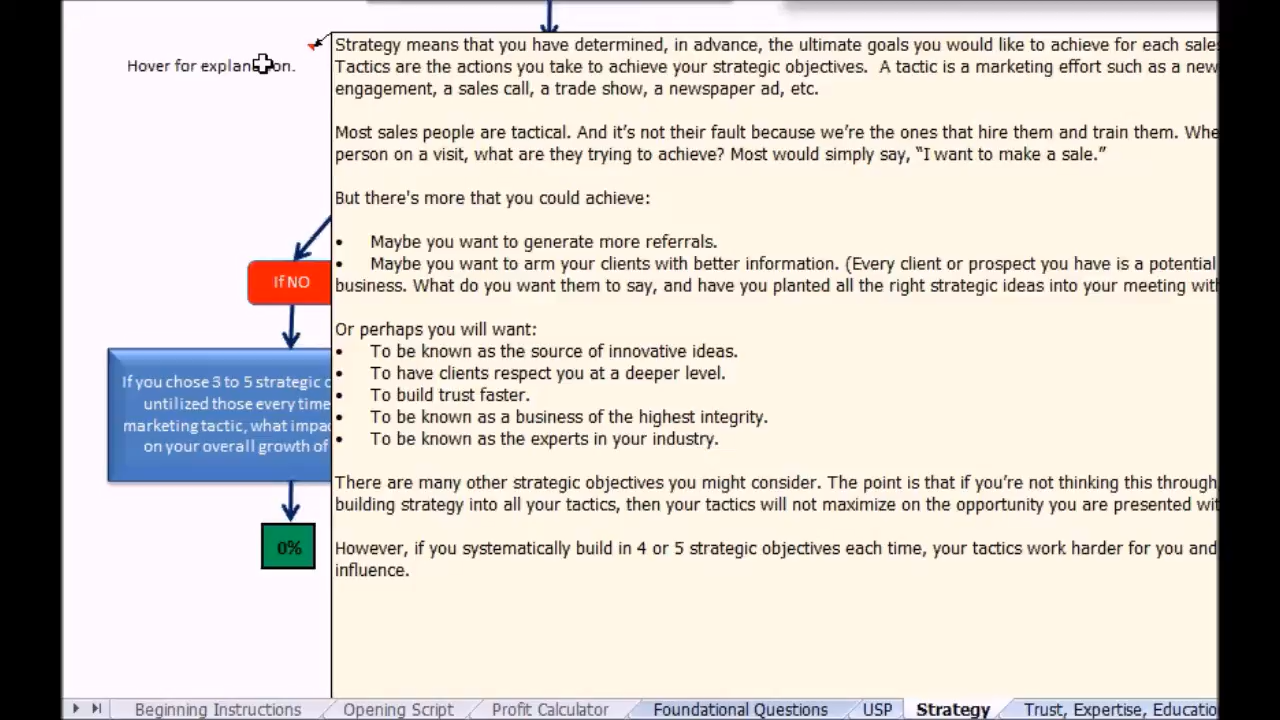 Hover for explan on.
Strategy means that you have determined, in advance, the ultimate goals you would like to achieve for each sales
Tactics are the actions you take to achieve your strategic objectives.  A tactic is a marketing effort such as a new
engagement, a sales call, a trade show, a newspaper ad, etc.
Most sales people are tactical. And it’s not their fault because we’re the ones that hire them and train them. Whe
person on a visit, what are they trying to achieve? Most would simply say, “I want to make a sale.”
But there's more that you could achieve:
• Maybe you want to generate more referrals.
• Maybe you want to arm your clients with better information. (Every client or prospect you have is a potential
business. What do you want them to say, and have you planted all the right strategic ideas into your meeting with
Or perhaps you will want:
• To be known as the source of innovative ideas.
• To have clients respect you at a deeper level.
• To build trust faster.
• To be known as a business of the highest integrity.
• To be known as the experts in your industry.
There are many other strategic objectives you might consider. The point is that if you’re not thinking this through,
building strategy into all your tactics, then your tactics will not maximize on the opportunity you are presented wit
However, if you systematically build in 4 or 5 strategic objectives each time, your tactics work harder for you and
influence.
If NO
If you chose 3 to 5 strategic o
untilized those every time
marketing tactic, what impac
on your overall growth of
0%
Beginning Instructions
Opening Script
Profit Calculator
Foundational Questions
USP
Strategy
Trust, Expertise, Educatio